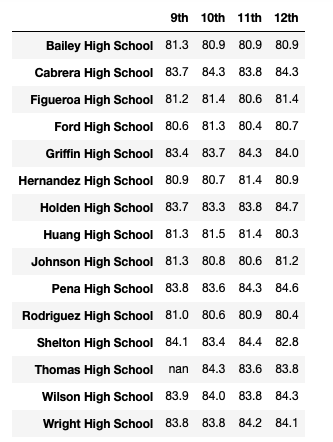 9th 10th 11th 12th
Bailey High School 81.3 80.9 80.9 80.9
Cabrera High School 83.7 84.3 83.8 84.3
Figueroa High School 81.2 81.4 80.6 81.4
Ford High School 80.6 81.3 80.4 80.7
Griffin High School 83.4 83.7 84.3 84.0
Hernandez High School 80.9 80.7 81.4 80.9
Holden High School 83.7 83.3 83.8 84.7
Huang High School 81.3 81.5 81.4 80.3
Johnson High School 81.3 80.8 80.6 81.2
Pena High School 83.8 83.6 84.3 84.6
Rodriguez High School 81.0 80.6 80.9 80.4
Shelton High School 84.1 83.4 84.4 82.8
Thomas High School nan 84.3 83.6 83.8
Wilson High School 83.9 84.0 83.8 84.3
Wright High School 83.8 83.8 84.2 84.1